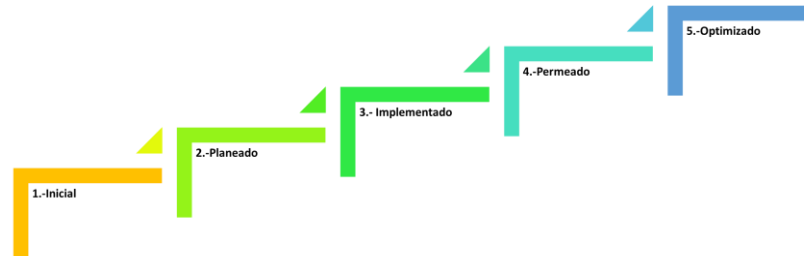 1.-Inicial
2.-Planeado
3.- Implementado
4.-Permeado
5.-Optimizado